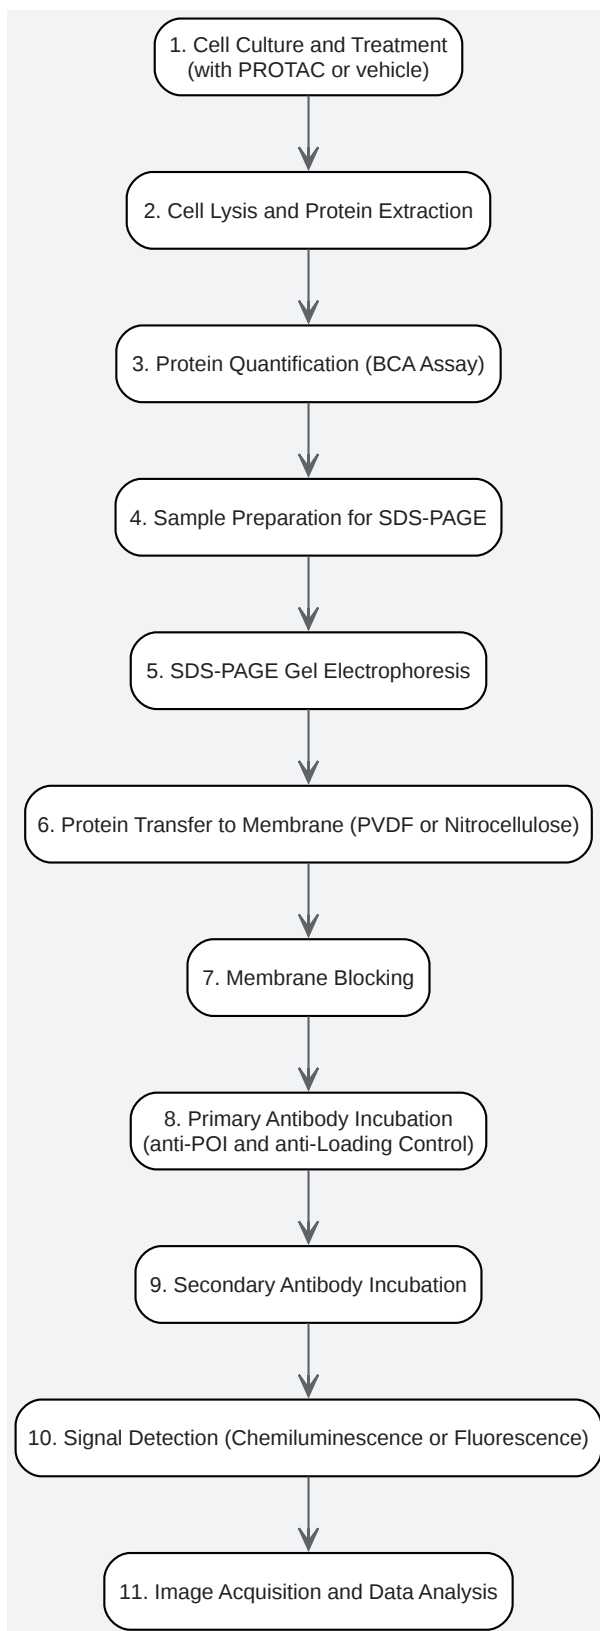 1. Cell Culture and Treatment
(with PROTAC or vehicle)
2. Cell Lysis and Protein Extraction
3. Protein Quantification (BCA Assay)
4. Sample Preparation for SDS-PAGE
5. SDS-PAGE Gel Electrophoresis
6. Protein Transfer to Membrane (PVDF or Nitrocellulose)
7. Membrane Blocking
8. Primary Antibody Incubation
(anti-POI and anti-Loading Control)
9. Secondary Antibody Incubation
10. Signal Detection (Chemiluminescence or Fluorescence)
11. Image Acquisition and Data Analysis